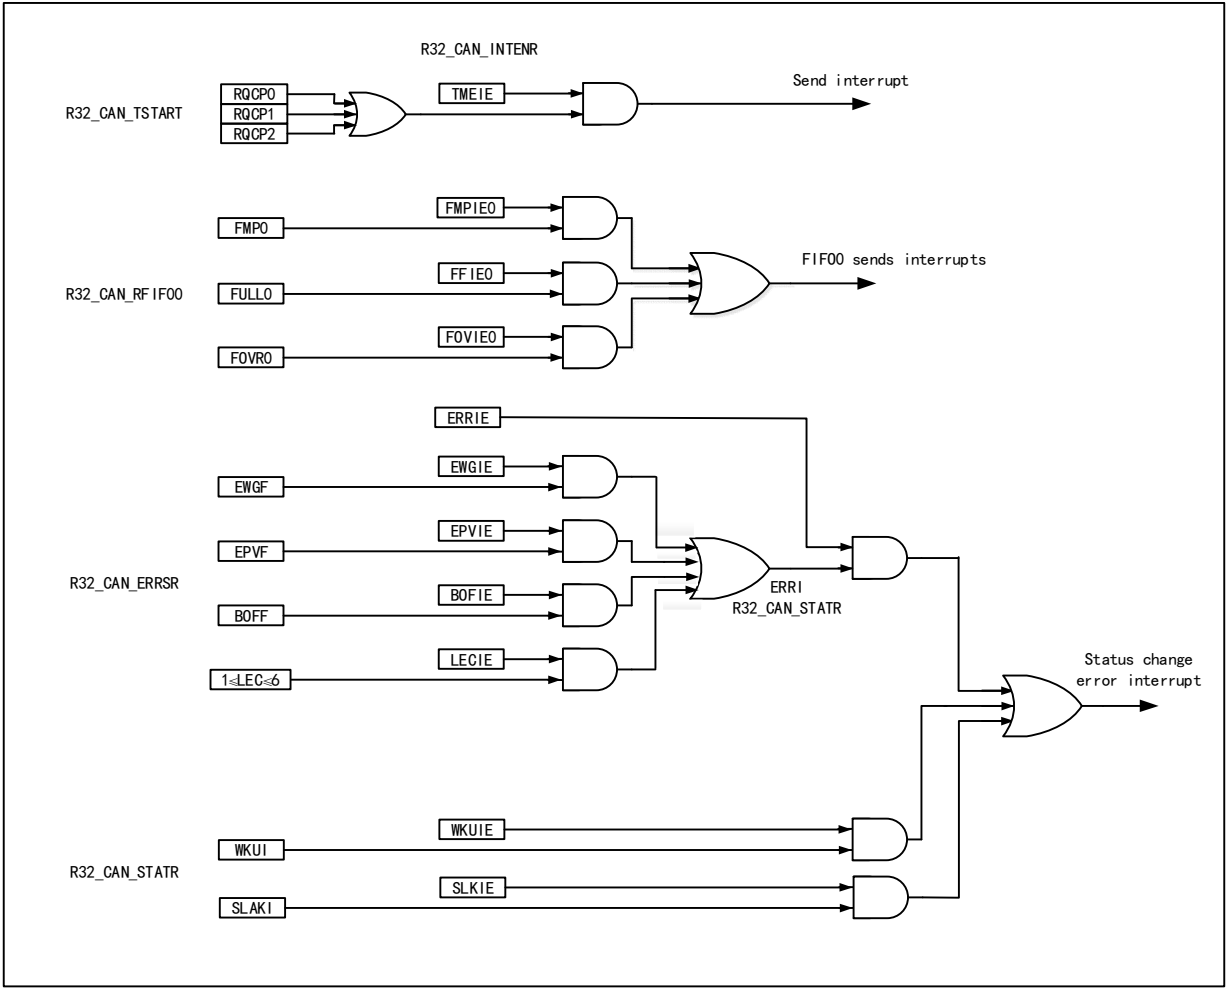 R32_CAN_INTENR
Send interrupt
RQCP0
TMEIE
R32_CAN_TSTART
RQCP1
RQCP2
FMPIE0
FMP0
FIFO0 sends interrupts
FFIE0
R32_CAN_RFIFO0
FULL0
FOVIE0
FOVR0
ERRIE
EWGIE
EWGF
EPVIE
EPVF
R32_CAN_ERRSR
ERRI
BOFIE
R32_CAN_STATR
BOFF
LECIE
1≤LEC≤6
Status change
error interrupt
WKUIE
WKUI
R32_CAN_STATR
SLKIE
SLAKI